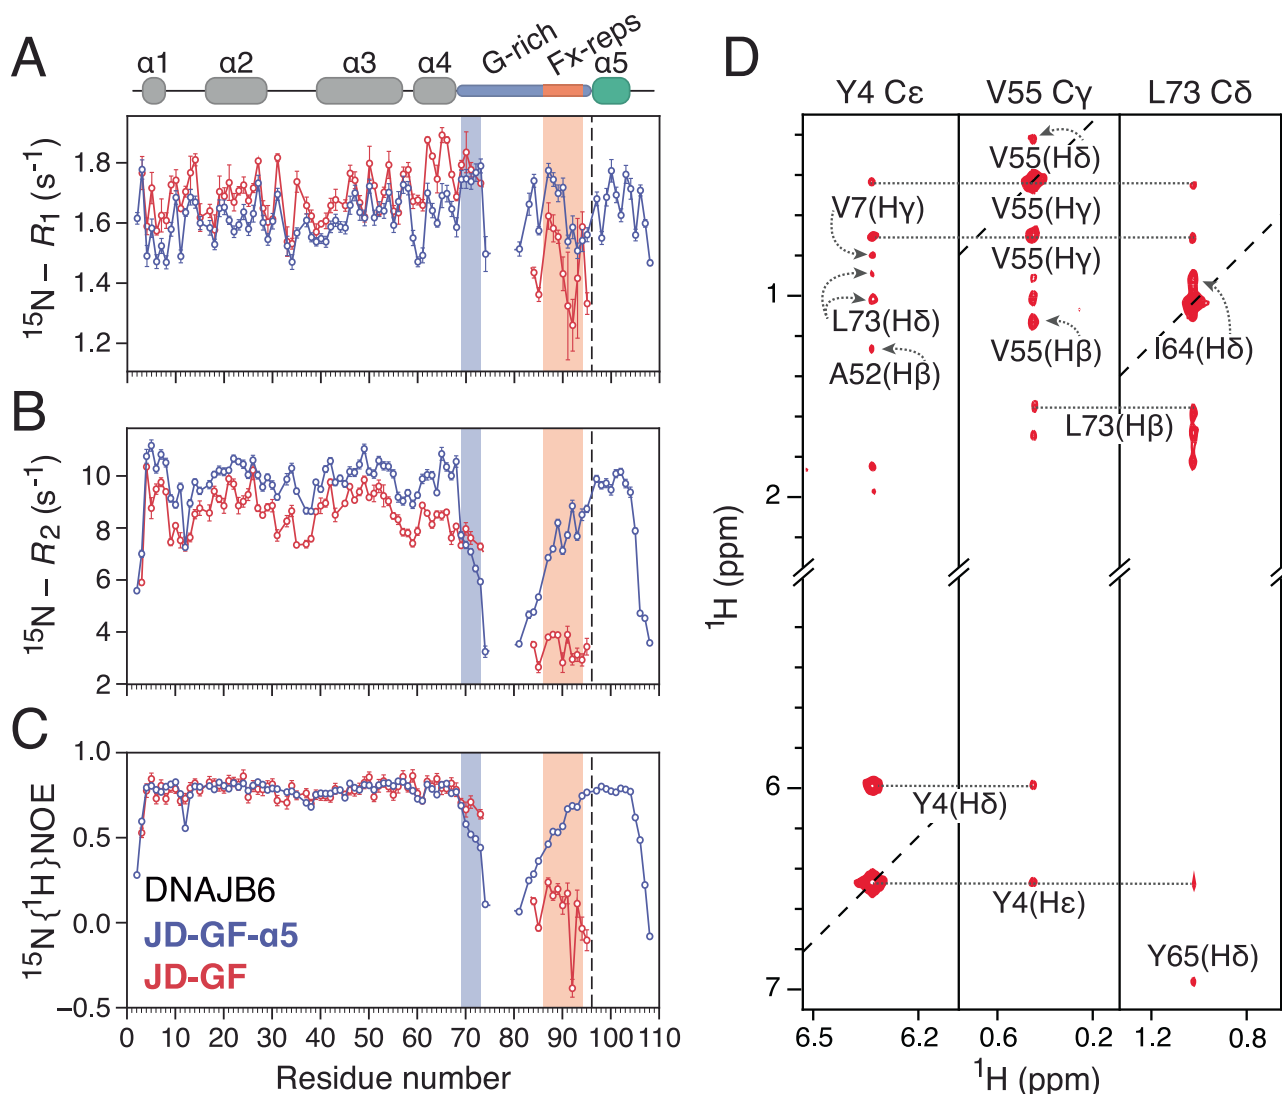 A
α1 α2 α3 α4 G-rich Fx-reps α5
¹⁵N – R₁ (s⁻¹)
1.8
1.6
1.4
1.2
B
¹⁵N – R₂ (s⁻¹)
10
8
6
4
2
C
¹⁵N {¹H}NOE
1.0
0.5
0.0
−0.5
DNAJB6
JD-GF-α5
JD-GF
0 10 20 30 40 50 60 70 80 90 100 110
Residue number
D
Y4 Cε V55 Cγ L73 Cδ
V55(Hδ)
V7(Hγ)
V55(Hγ)
V55(Hγ)
L73(Hδ)
V55(Hβ)
I64(Hδ)
A52(Hβ)
L73(Hβ)
Y4(Hδ)
Y4(Hε)
Y65(Hδ)
¹H (ppm)
1
2
6
7
6.5 6.2 0.6 0.2 1.2 0.8
¹H (ppm)